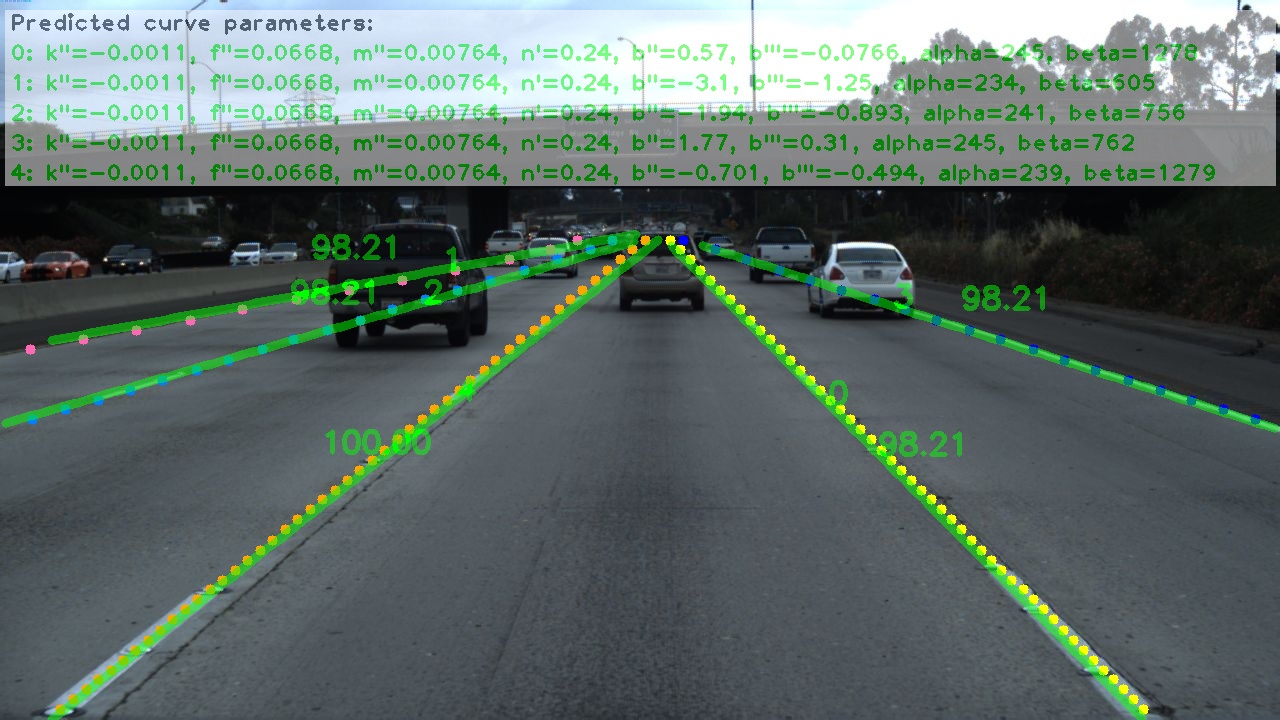 Predicted curve parameters:
0: k''=-0.0011, f''=0.0668, m''=0.00764, n'=0.24, b''=0.57, b'''=-0.0766, alpha=245, beta=1278
1: k''=-0.0011, f''=0.0668, m''=0.00764, n'=0.24, b''=-3.1, b'''=-1.25, alpha=234, beta=605
2: k''=-0.0011, f''=0.0668, m''=0.00764, n'=0.24, b''=-1.94, b'''=-0.893, alpha=241, beta=756
3: k''=-0.0011, f''=0.0668, m''=0.00764, n'=0.24, b''=1.77, b'''=0.31, alpha=245, beta=762
4: k''=-0.0011, f''=0.0668, m''=0.00764, n'=0.24, b''=-0.701, b'''=-0.494, alpha=239, beta=1279
98.21
1
98.21
2
98.21
0
100.00
98.21